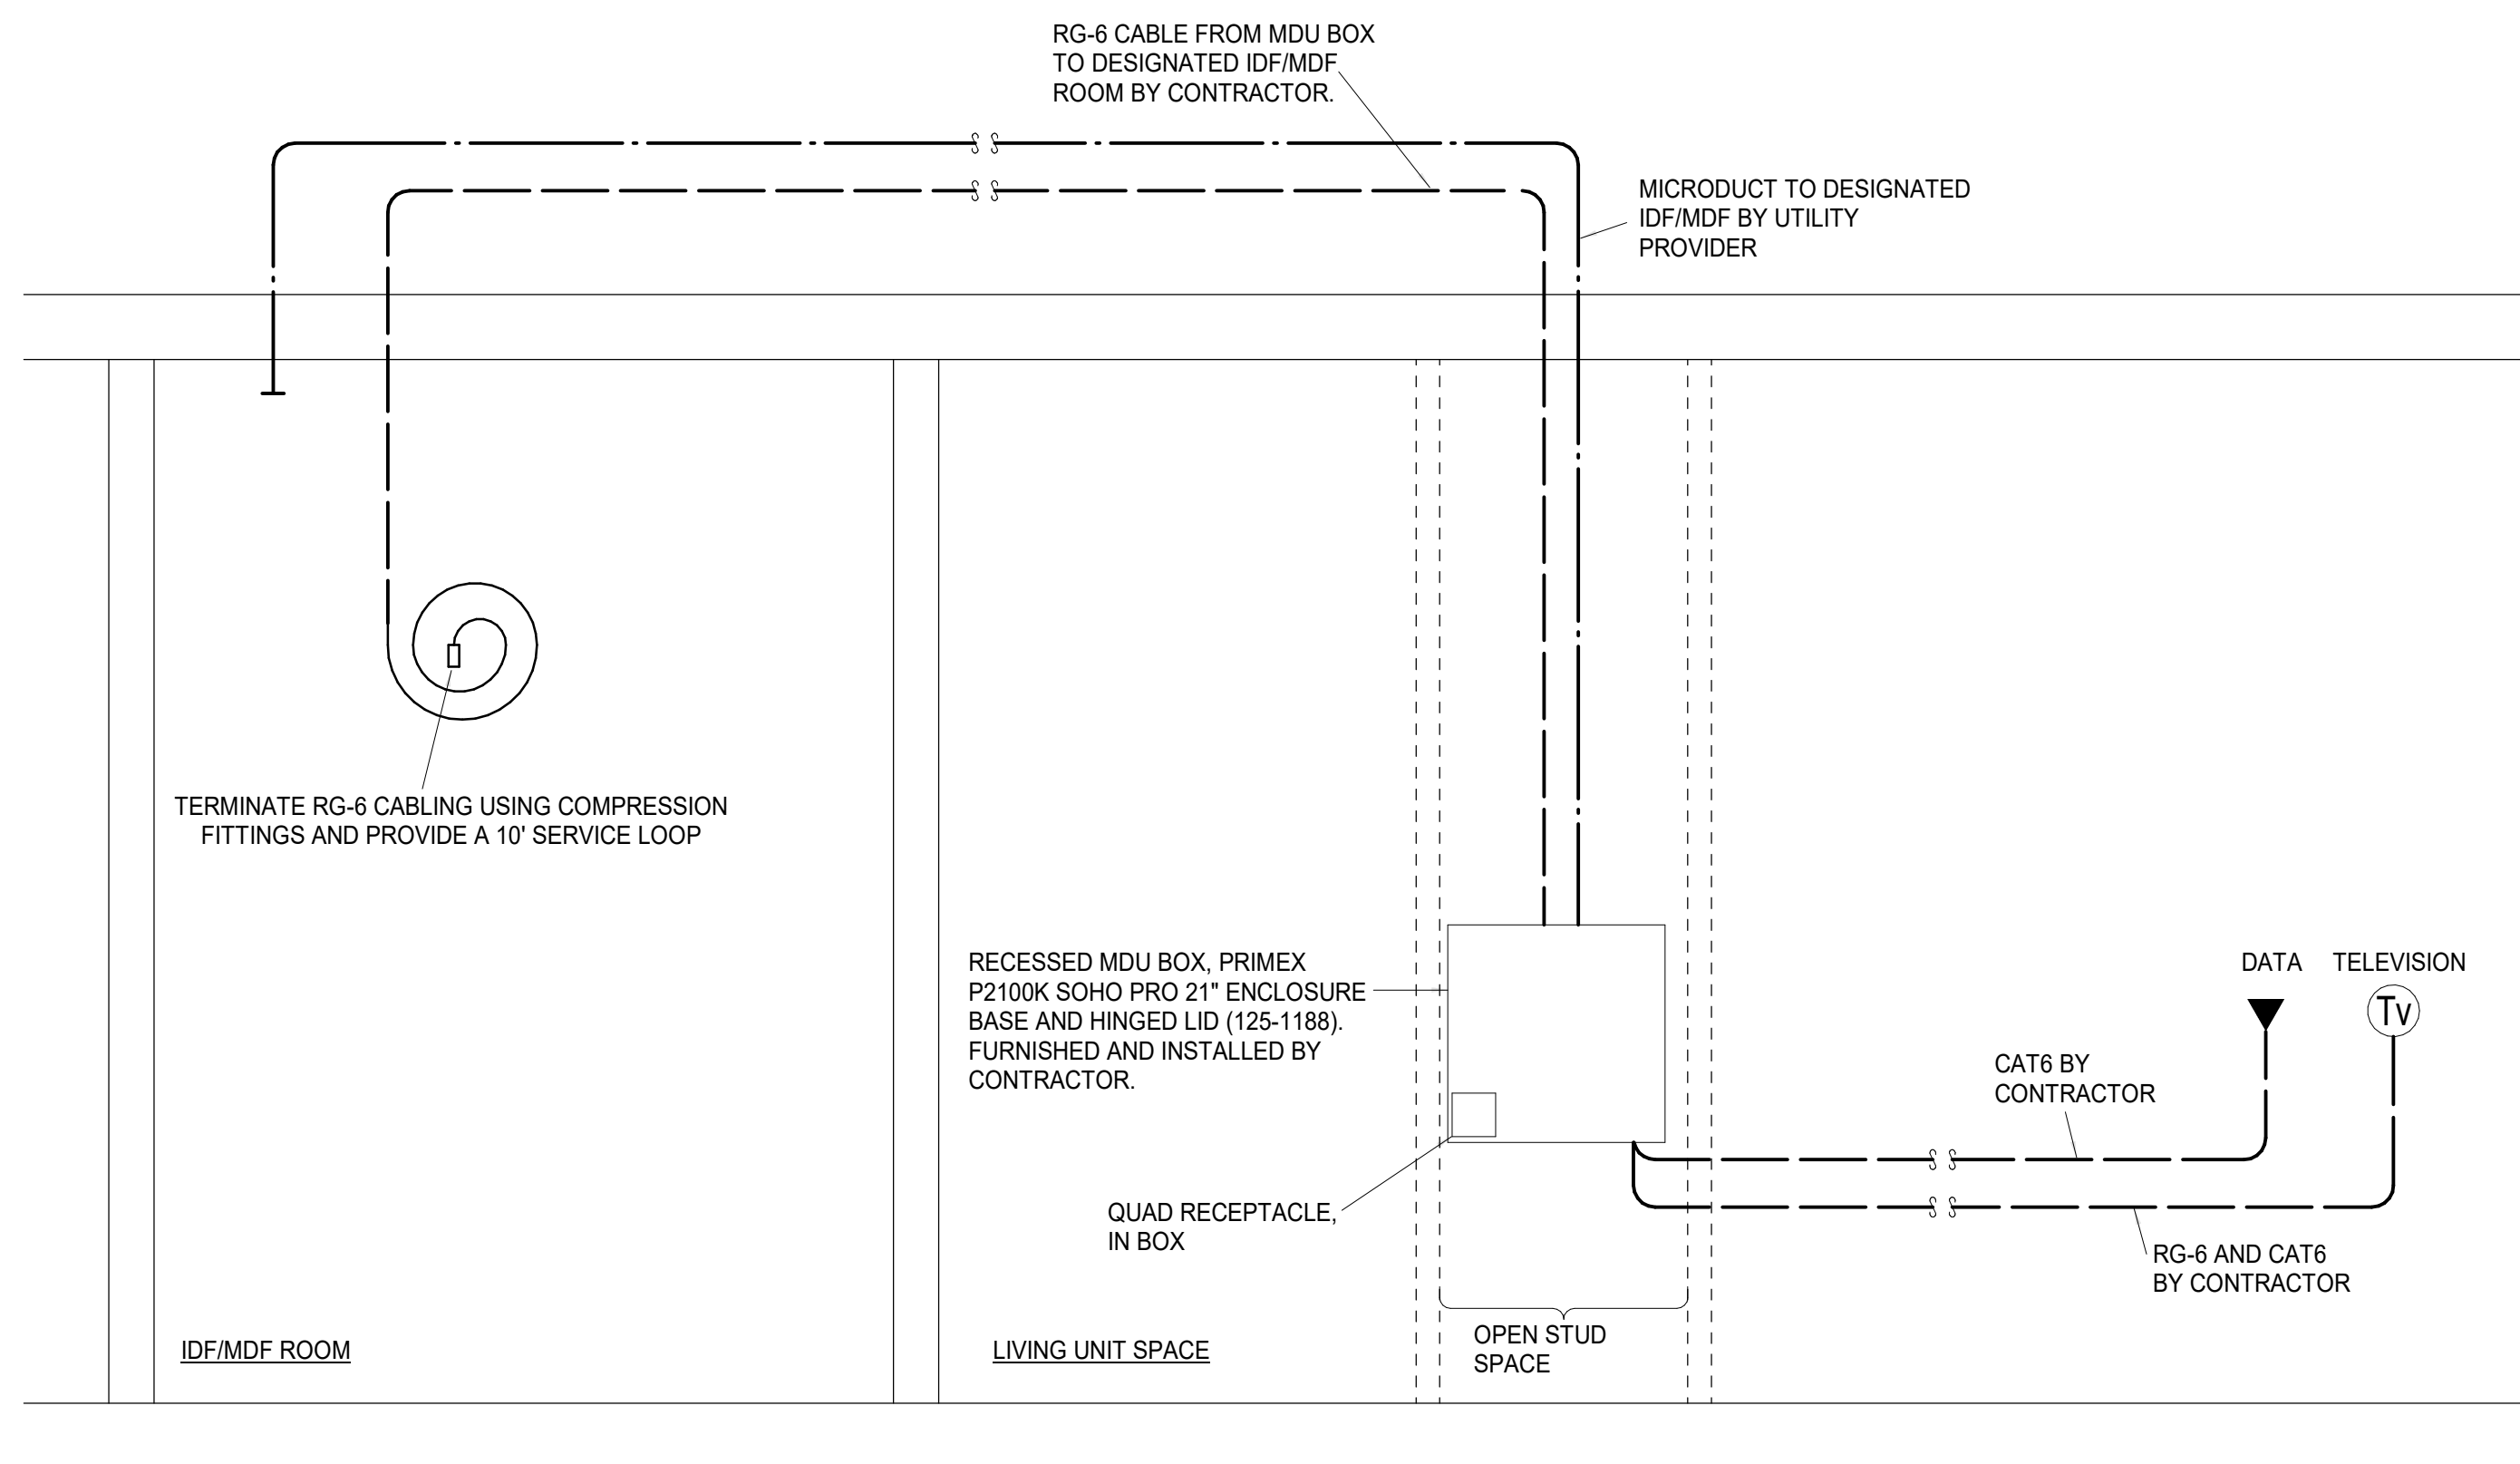 RG-6 CABLE FROM MDU BOX
TO DESIGNATED IDF/MDF
ROOM BY CONTRACTOR.
MICRODUCT TO DESIGNATED
IDF/MDF BY UTILITY
PROVIDER
TERMINATE RG-6 CABLING USING COMPRESSION
FITTINGS AND PROVIDE A 10' SERVICE LOOP
RECESSED MDU BOX, PRIMEX
P2100K SOHO PRO 21" ENCLOSURE
BASE AND HINGED LID (125-1188).
FURNISHED AND INSTALLED BY
CONTRACTOR.
DATA
TELEVISION
Tv
CAT6 BY
CONTRACTOR
QUAD RECEPTACLE,
IN BOX
RG-6 AND CAT6
BY CONTRACTOR
OPEN STUD
SPACE
IDF/MDF ROOM
LIVING UNIT SPACE